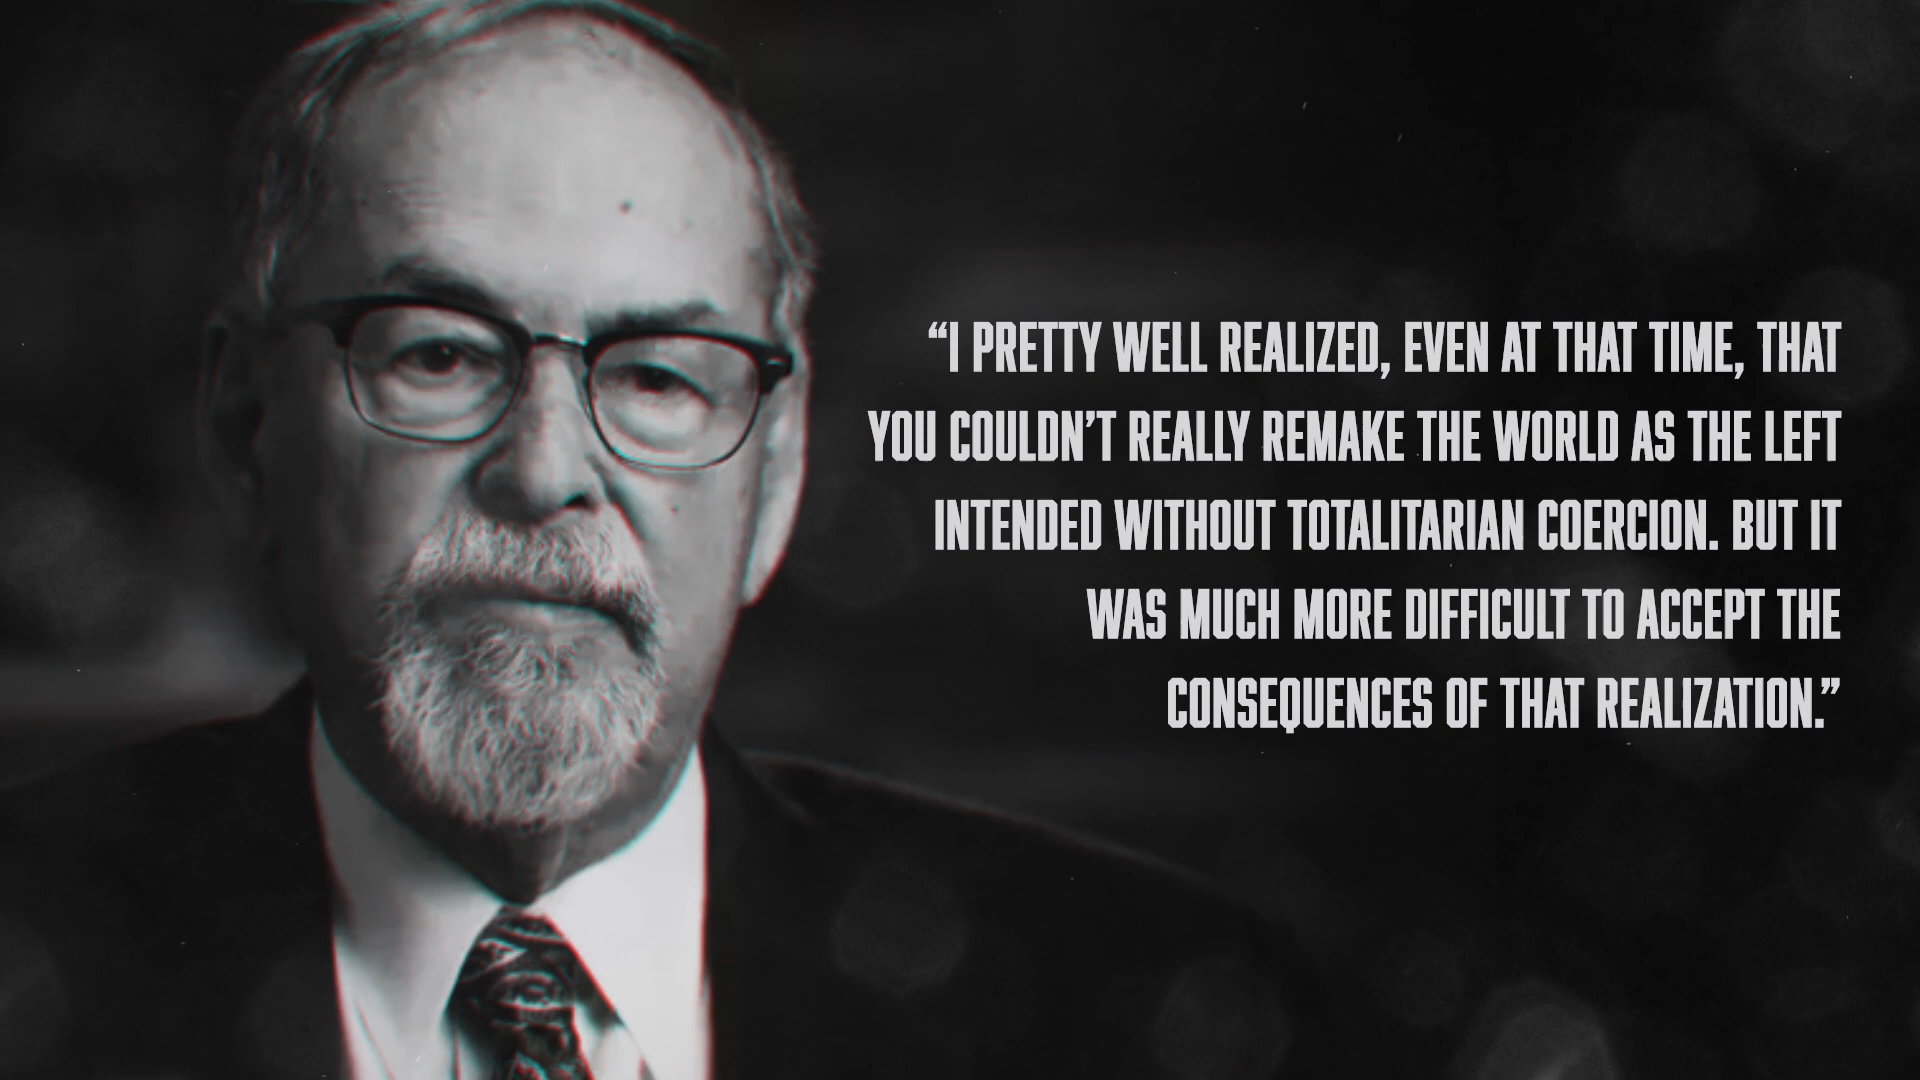 “I PRETTY WELL REALIZED, EVEN AT THAT TIME, THAT
YOU COULDN’T REALLY REMAKE THE WORLD AS THE LEFT
INTENDED WITHOUT TOTALITARIAN COERCION. BUT IT
WAS MUCH MORE DIFFICULT TO ACCEPT THE
CONSEQUENCES OF THAT REALIZATION.”